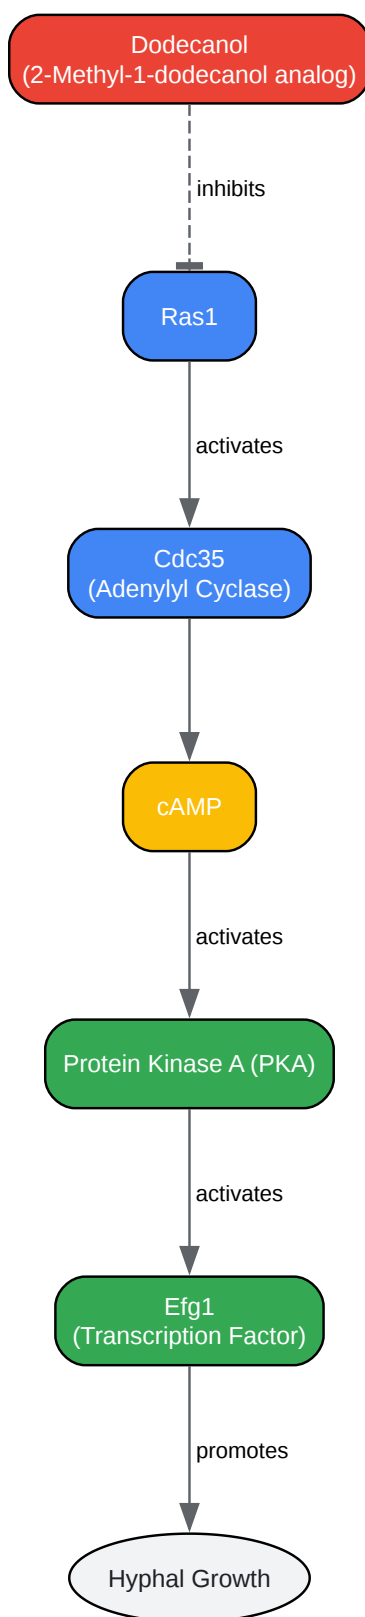 Dodecanol
(2-Methyl-1-dodecanol analog)
inhibits
Ras1
activates
Cdc35
(Adenylyl Cyclase)
cAMP
activates
Protein Kinase A (PKA)
activates
Efg1
(Transcription Factor)
promotes
Hyphal Growth